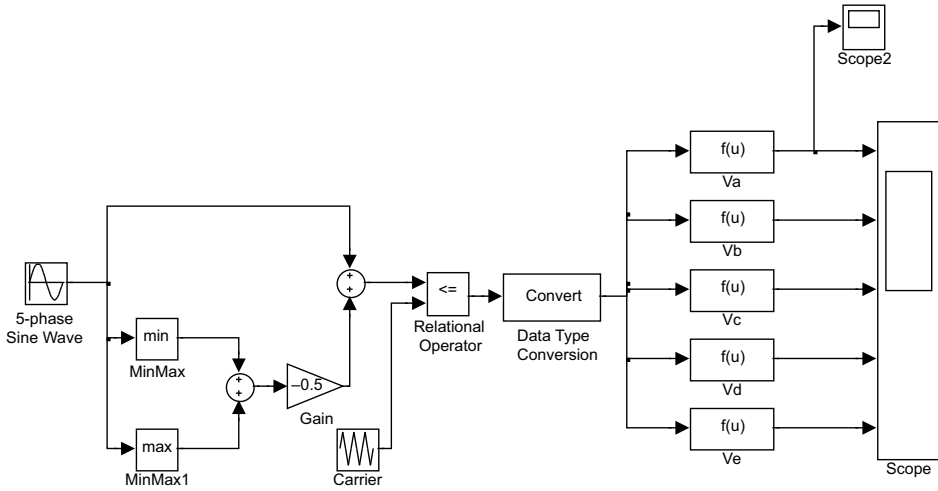 Scope2
f(u)
Va
f(u)
Vb
5-phase
Sine Wave
+
+
<=
Relational
Operator
Convert
Data Type
Conversion
f(u)
Vc
min
MinMax
+
+
–0.5
Gain
f(u)
Vd
max
MinMax1
Carrier
f(u)
Ve
Scope